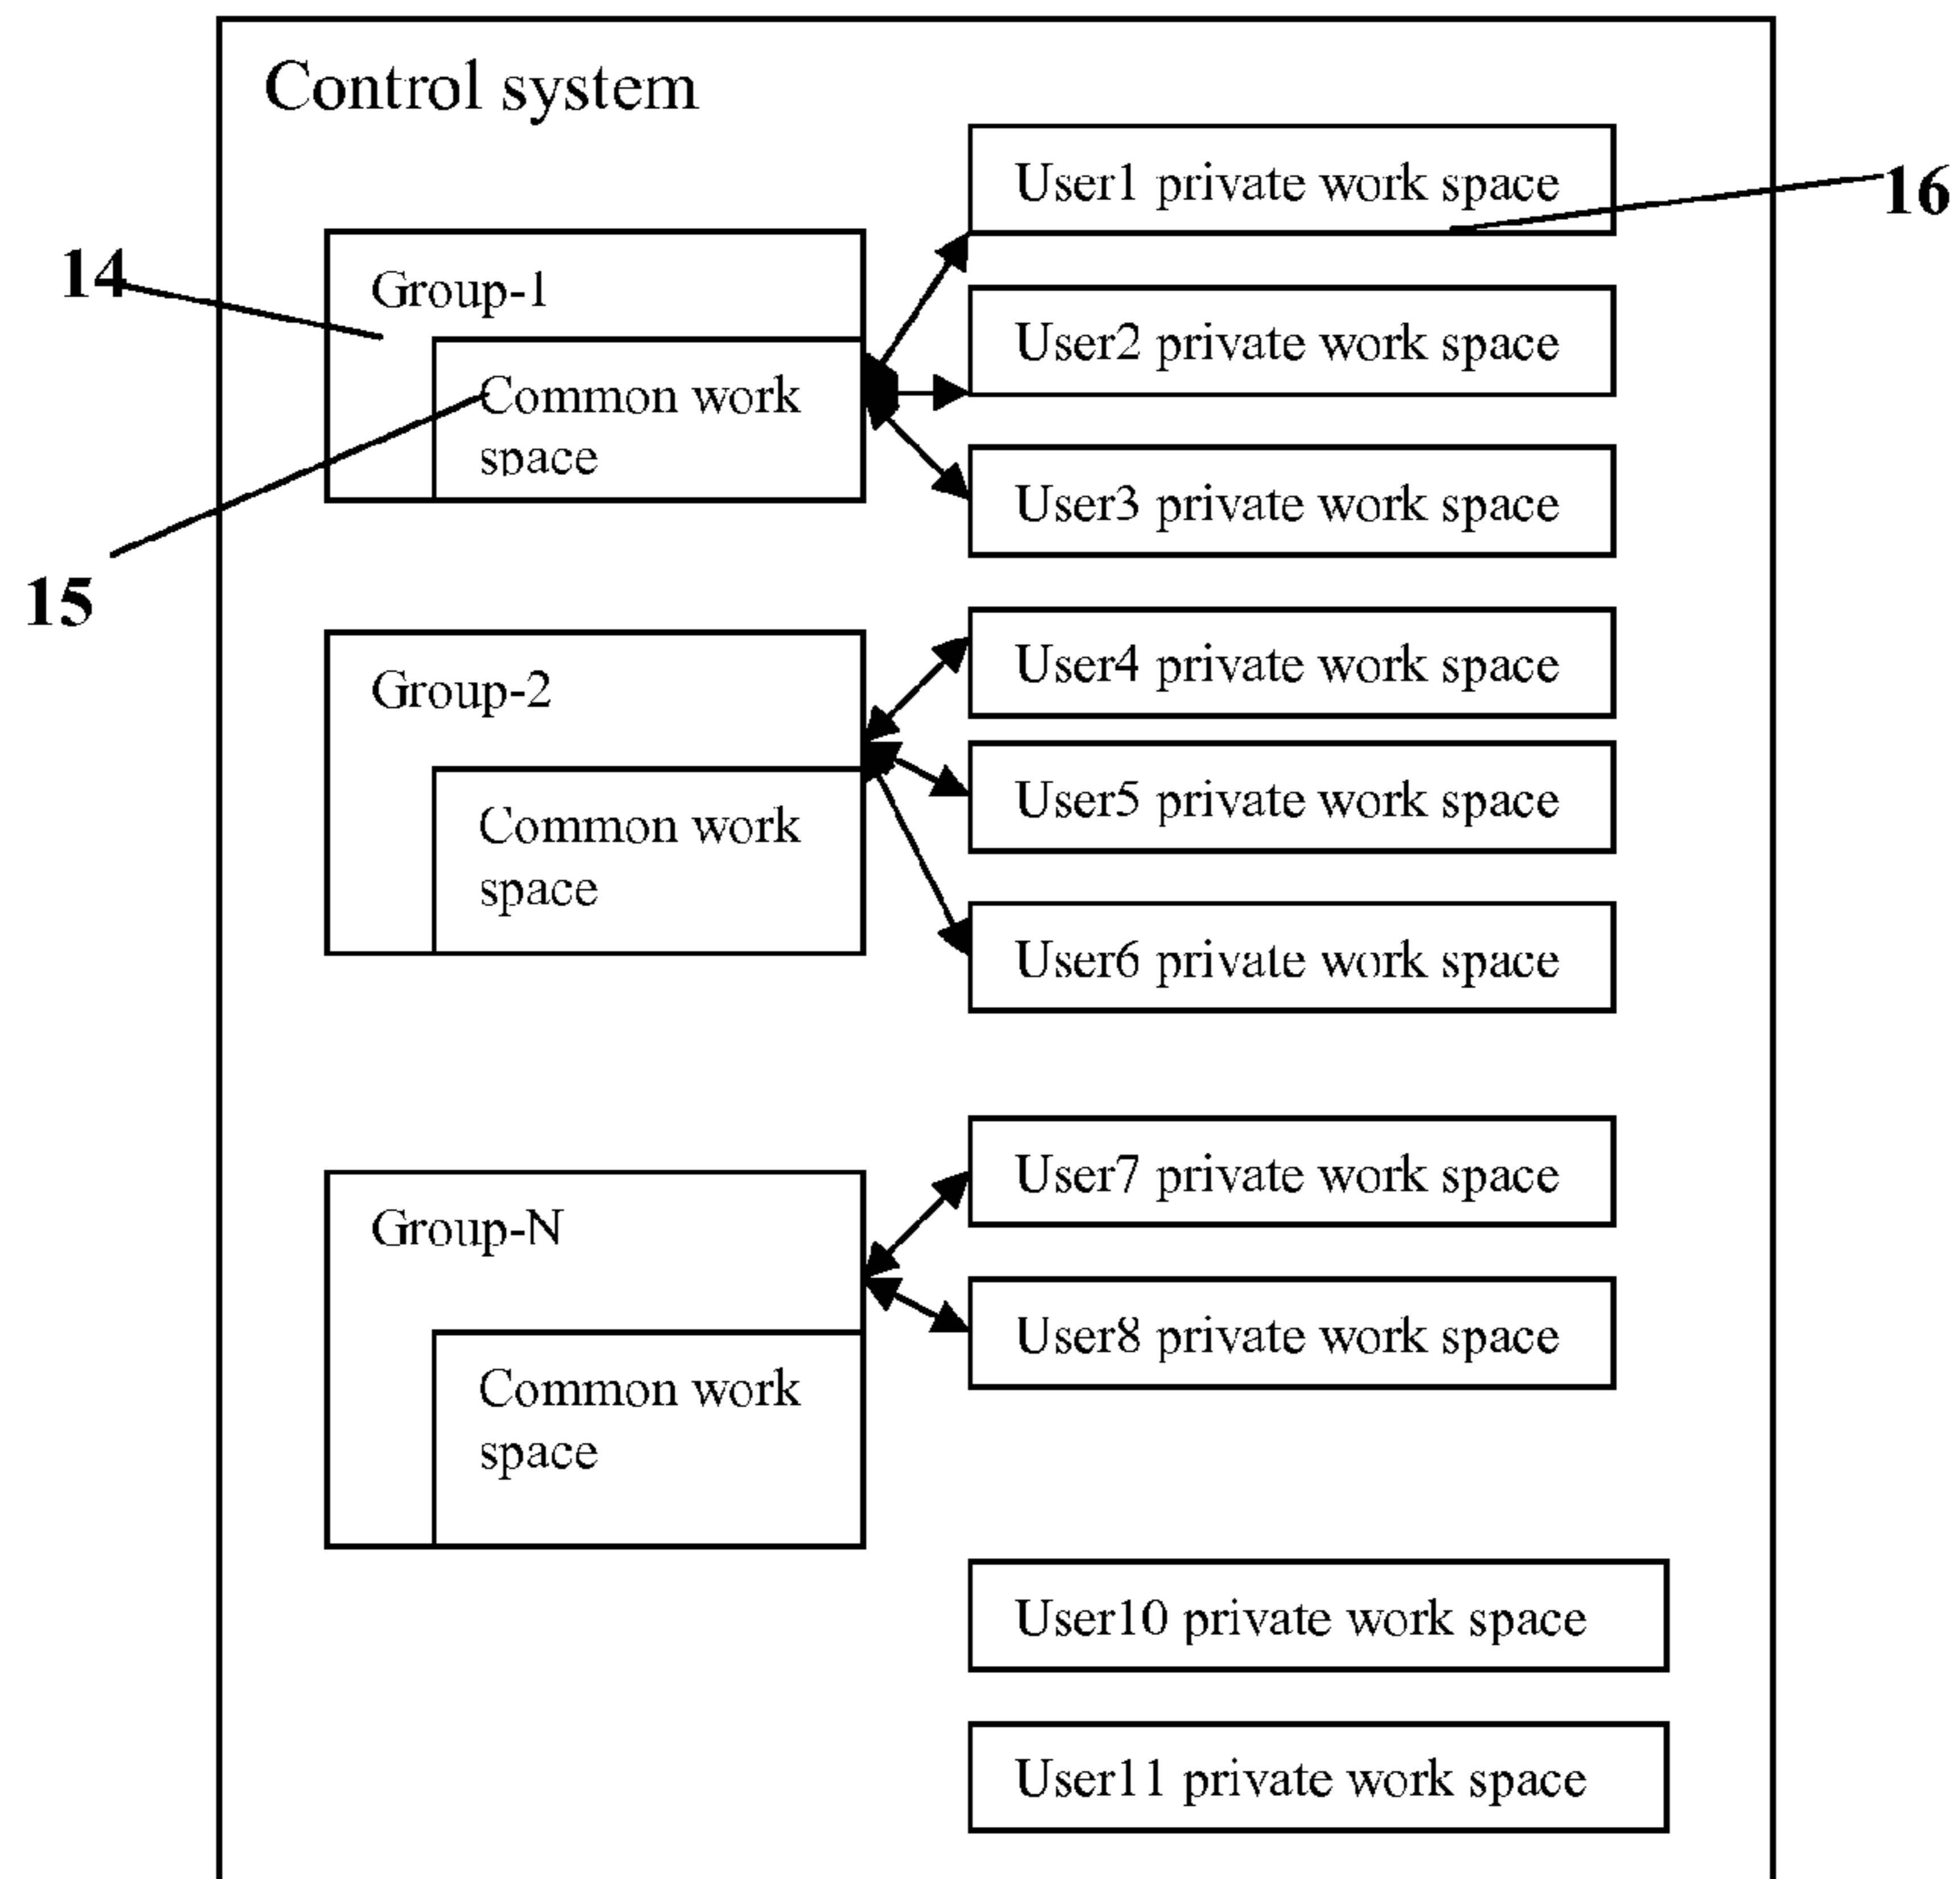 Control system
User1 private work space
16
14
Group-1
User2 private work space
Common work
space
User3 private work space
15
Group-2
User4 private work space
User5 private work space
Common work
space
User6 private work space
Group-N
User7 private work space
User8 private work space
Common work
space
User10 private work space
User11 private work space